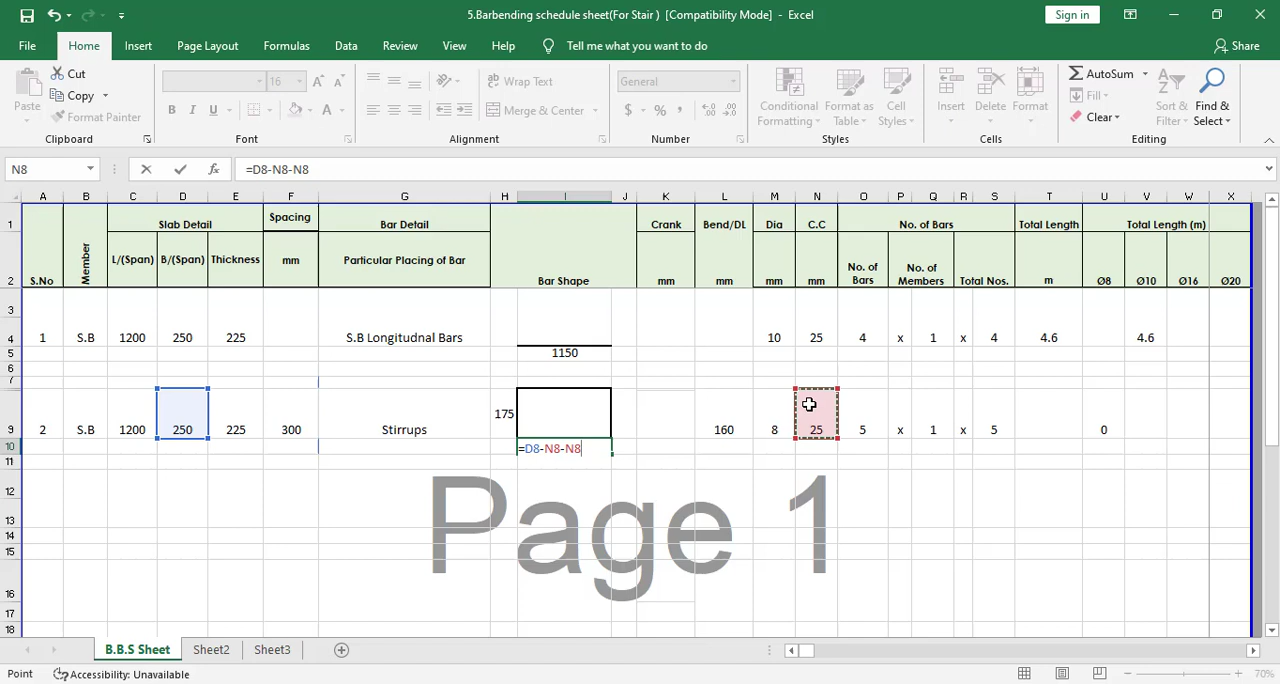 5.Barbending schedule sheet(For Stair ) [Compatibility Mode] - Excel
Sign in
File Home Insert Page Layout Formulas Data Review View Help Tell me what you want to do Share
Paste Cut Copy Format Painter
16
B I U A
Wrap Text
Merge & Center
General
$ % ,
Conditional Formatting
Format as Table
Cell Styles
Insert Delete Format
AutoSum Fill Clear
Sort & Filter
Find & Select
Clipboard Font Alignment Number Styles Cells Editing
N8 fx =D8-N8-N8
A B C D E F G H I J K L M N O P Q R S T U V W X
1 Slab Detail Spacing Bar Detail Crank Bend/DL Dia C.C No. of Bars Total Length Total Length (m)
2 S.No Member L/(Span) B/(Span) Thickness mm Particular Placing of Bar Bar Shape mm mm mm mm No. of Bars No. of Members Total Nos. m Ø8 Ø10 Ø16 Ø20
3
4 1 S.B 1200 250 225 S.B Longitudnal Bars 10 25 4 x 1 x 4 4.6 4.6
5 1150
6
7
9 2 S.B 1200 250 225 300 Stirrups 175 160 8 25 5 x 1 x 5 0
10 =D8-N8-N8
11
12
13
14
15
16
17
18
Page 1
B.B.S Sheet Sheet2 Sheet3
Point Accessibility: Unavailable 70%